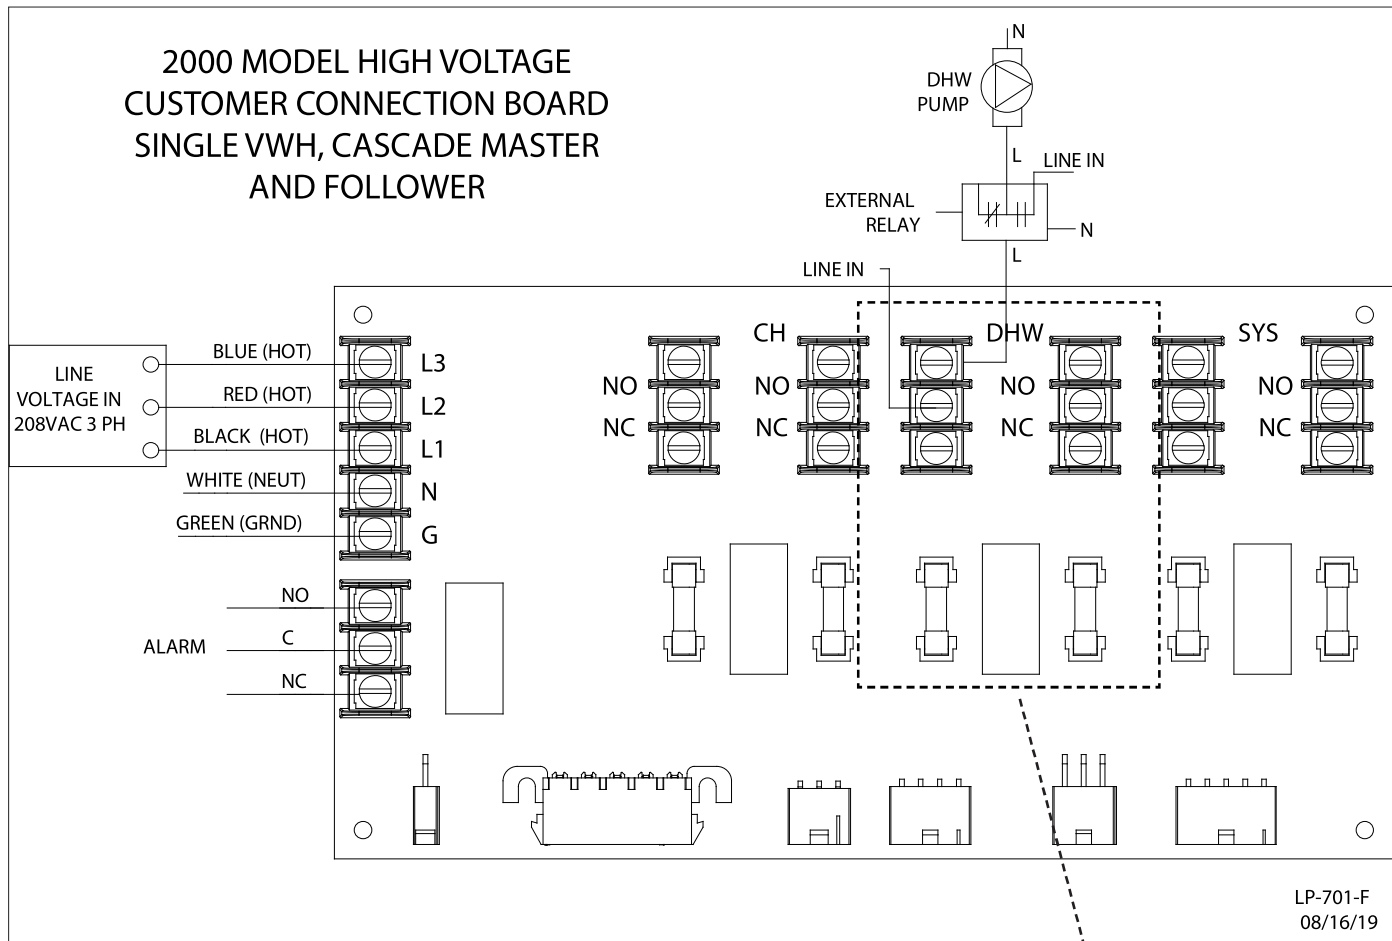 2000 MODEL HIGH VOLTAGE
CUSTOMER CONNECTION BOARD
SINGLE VWH, CASCADE MASTER
AND FOLLOWER
N
DHW
PUMP
L
LINE IN
EXTERNAL
RELAY
N
L
LINE IN
LINE
VOLTAGE IN
208VAC 3 PH
BLUE (HOT)
RED (HOT)
BLACK (HOT)
WHITE (NEUT)
GREEN (GRND)
L3
L2
L1
N
G
CH
DHW
SYS
NO
NO
NO
NO
NC
NC
NC
NC
ALARM
NO
C
NC
LP-701-F
08/16/19